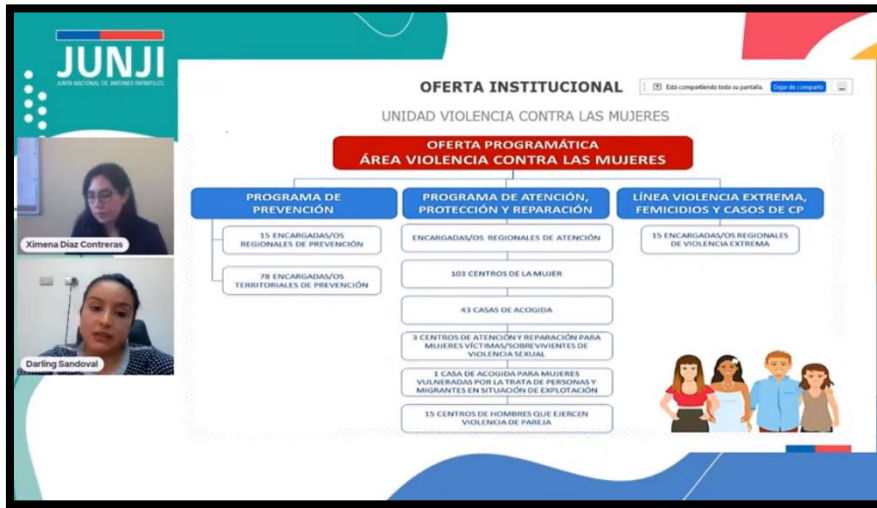 JUNJI
JUNTA NACIONAL DE JARDINES INFANTILES
OFERTA INSTITUCIONAL
Está compartiendo toda su pantalla.
Dejar de compartir
...
UNIDAD VIOLENCIA CONTRA LAS MUJERES
OFERTA PROGRAMÁTICA
ÁREA VIOLENCIA CONTRA LAS MUJERES
PROGRAMA DE
PREVENCIÓN
15 ENCARGADAS/OS
REGIONALES DE PREVENCIÓN
78 ENCARGADAS/OS
TERRITORIALES DE PREVENCIÓN
PROGRAMA DE ATENCIÓN,
PROTECCIÓN Y REPARACIÓN
ENCARGADAS/OS REGIONALES DE ATENCIÓN
103 CENTROS DE LA MUJER
43 CASAS DE ACOGIDA
3 CENTROS DE ATENCIÓN Y REPARACIÓN PARA
MUJERES VÍCTIMAS/SOBREVIVIENTES DE
VIOLENCIA SEXUAL
1 CASA DE ACOGIDA PARA MUJERES
VULNERADAS POR LA TRATA DE PERSONAS Y
MIGRANTES EN SITUACIÓN DE EXPLOTACIÓN
15 CENTROS DE HOMBRES QUE EJERCEN
VIOLENCIA DE PAREJA
LÍNEA VIOLENCIA EXTREMA,
FEMICIDIOS Y CASOS DE CP
15 ENCARGADAS/OS REGIONALES
DE VIOLENCIA EXTREMA
Ximena Díaz Contreras
Darling Sandoval